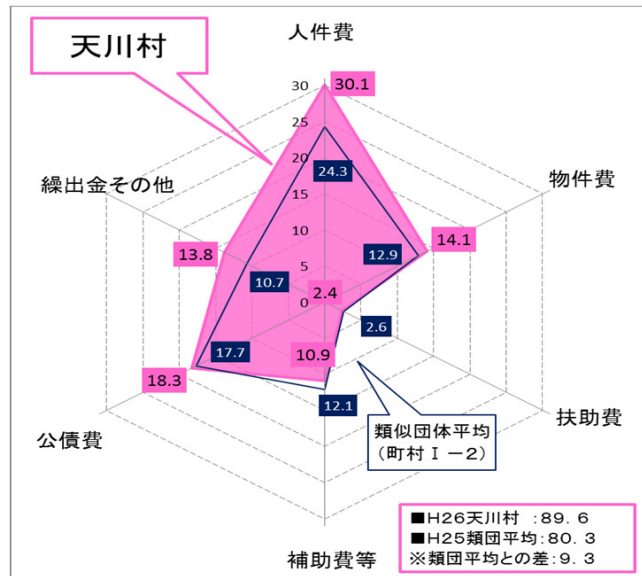 天川村
人件費
30
30.1
25
20
24.3
15
繰出金その他
物件費
14.1
13.8
10
12.9
10.7
5
2.4
0
2.6
10.9
17.7
18.3
12.1
類似団体平均
(町村Ⅰ-2)
扶助費
公債費
補助費等
■H26天川村 :89.6
■H25類団平均:80.3
※類団平均との差:9.3